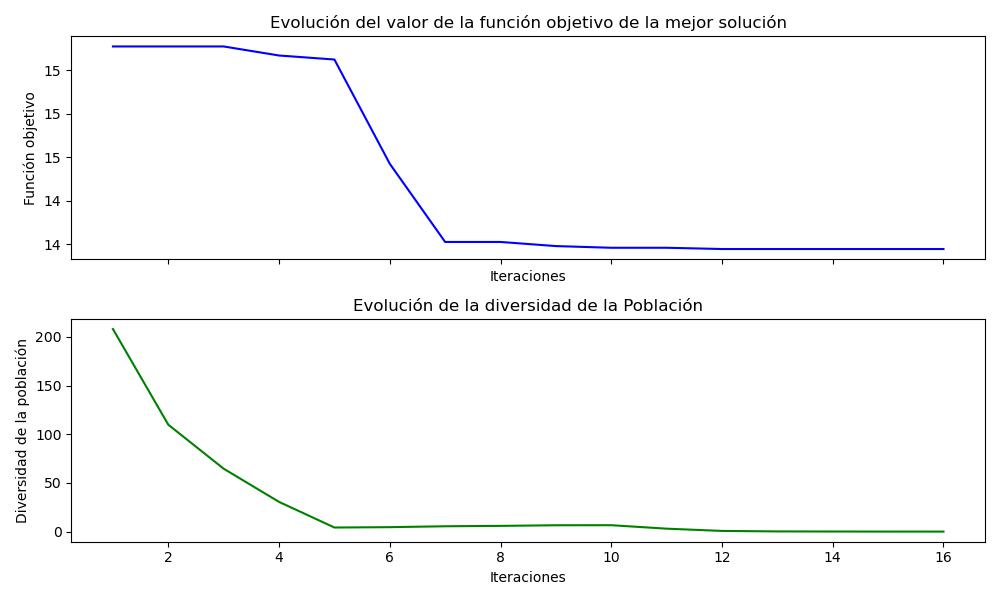 Evolución del valor de la función objetivo de la mejor solución
Función objetivo
15
15
15
14
14
Iteraciones
Evolución de la diversidad de la Población
Diversidad de la población
200
150
100
50
0
2 4 6 8 10 12 14 16
Iteraciones